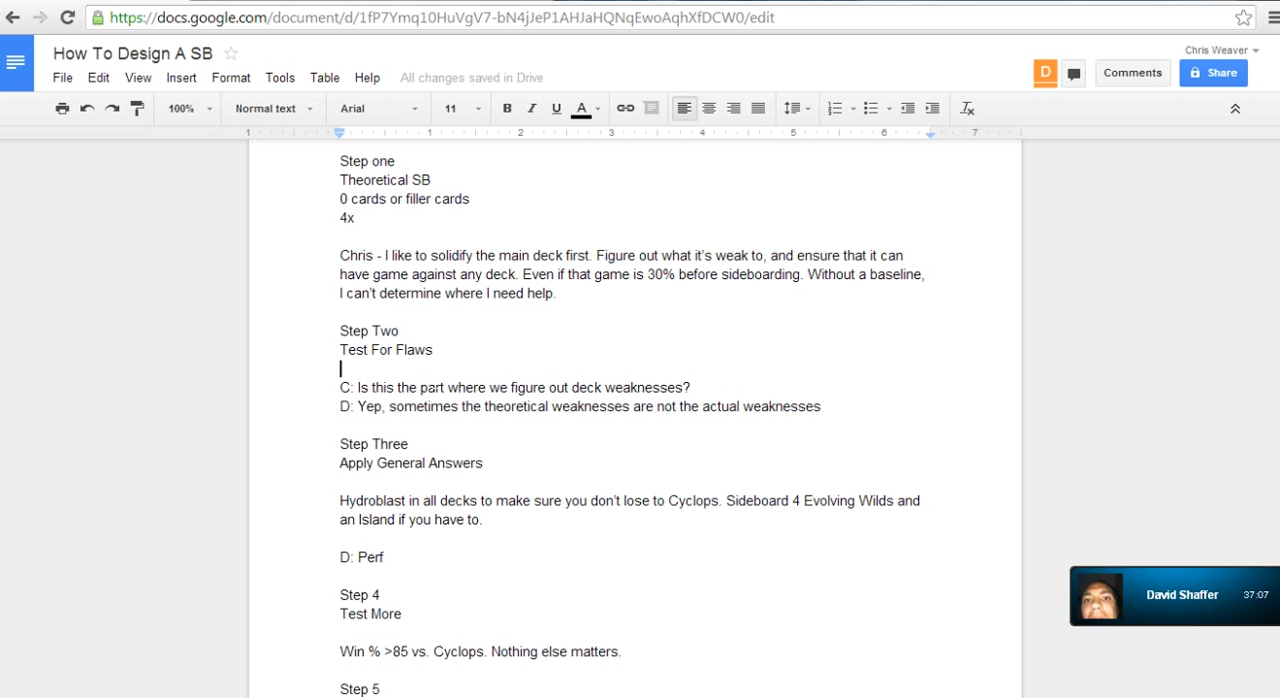 https://docs.google.com/document/d/1fP7Ymq10HuVgV7-bN4jJeP1AHJaHQNqEwoAqhXfDCW0/edit
How To Design A SB
Chris Weaver
File Edit View Insert Format Tools Table Help All changes saved in Drive
D Comments Share
100% Normal text Arial 11 B I U A
1 1 2 3 4 5 6 7
Step one
Theoretical SB
0 cards or filler cards
4x
Chris - I like to solidify the main deck first. Figure out what it's weak to, and ensure that it can
have game against any deck. Even if that game is 30% before sideboarding. Without a baseline,
I can't determine where I need help.
Step Two
Test For Flaws
C: Is this the part where we figure out deck weaknesses?
D: Yep, sometimes the theoretical weaknesses are not the actual weaknesses
Step Three
Apply General Answers
Hydroblast in all decks to make sure you don't lose to Cyclops. Sideboard 4 Evolving Wilds and
an Island if you have to.
D: Perf
David Shaffer 37:07
Step 4
Test More
Win % >85 vs. Cyclops. Nothing else matters.
Step 5